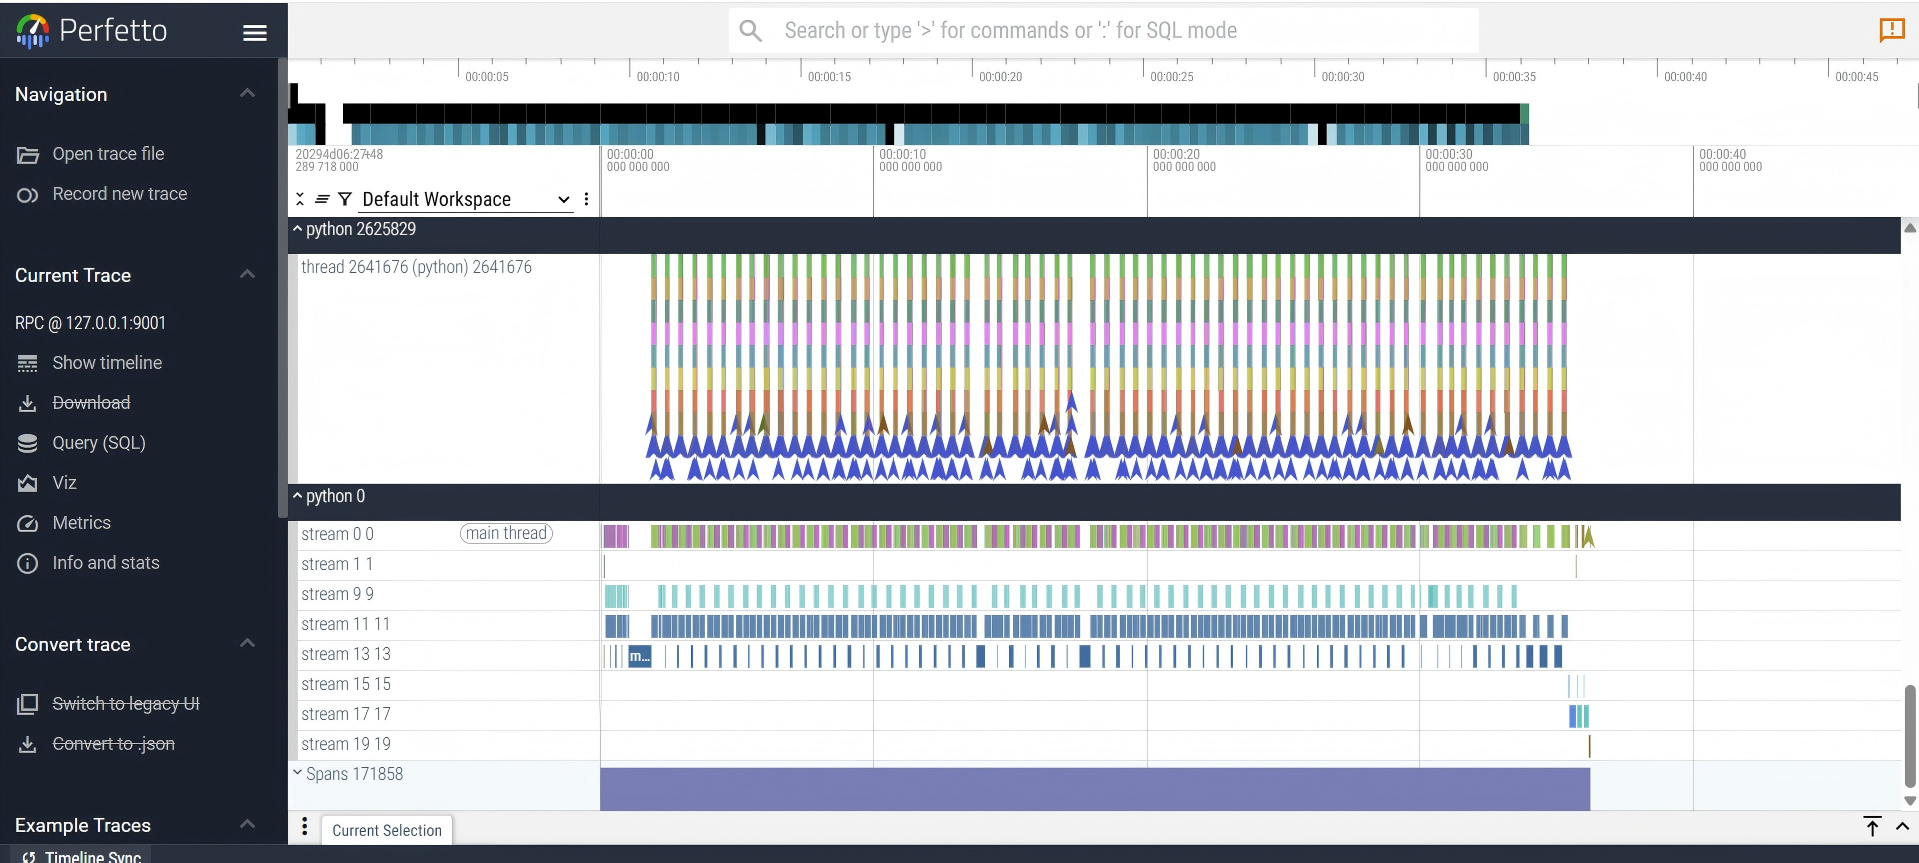 Perfetto
Search or type '>' for commands or ':' for SQL mode
Navigation
Open trace file
Record new trace
Current Trace
RPC @ 127.0.0.1:9001
Show timeline
Download
Query (SQL)
Viz
Metrics
Info and stats
Convert trace
Switch to legacy UI
Convert to .json
Example Traces
Timeline Sync
00:00:05 00:00:10 00:00:15 00:00:20 00:00:25 00:00:30 00:00:35 00:00:40 00:00:45
20294d06:27:48 00:00:00 00:00:10 00:00:20 00:00:30 00:00:40
289 718 000 000 000 000 000 000 000 000 000 000 000 000 000 000 000 000
Default Workspace
python 2625829
thread 2641676 (python) 2641676
python 0
stream 0 0 main thread
stream 1 1
stream 9 9
stream 11 11
stream 13 13 m...
stream 15 15
stream 17 17
stream 19 19
Spans 171858
Current Selection